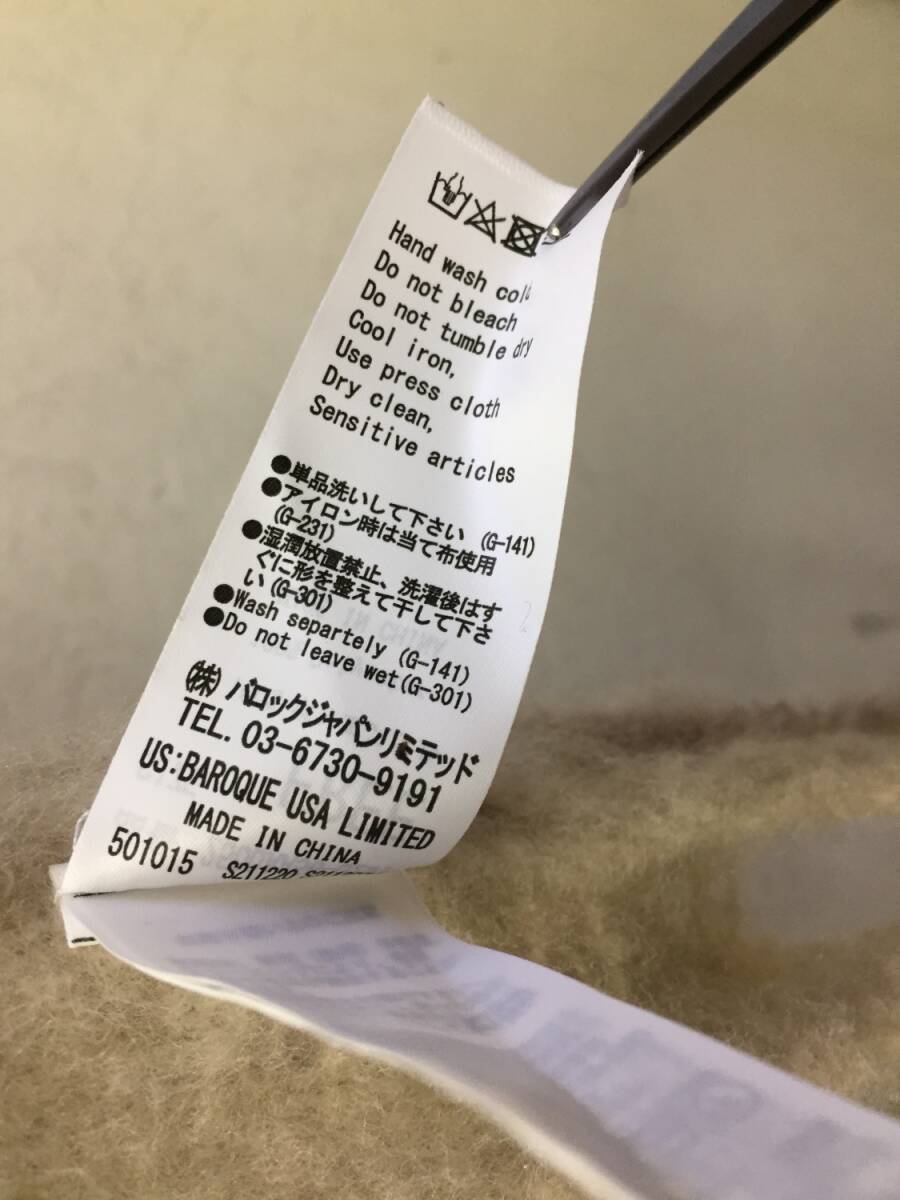 Hand wash cold
Do not bleach
Do not tumble dry
Cool iron,
Use press cloth
Dry clean,
Sensitive articles
●単品洗いして下さい (G-141)
●アイロン時は当て布使用
(G-231)
●湿潤放置禁止、洗濯後はす
ぐに形を整えて干して下さ
い(G-301)
●Wash separtely (G-141)
●Do not leave wet(G-301)
(株) バロックジャパンリミテッド
TEL. 03-6730-9191
US:BAROQUE USA LIMITED
MADE IN CHINA
501015 S211220